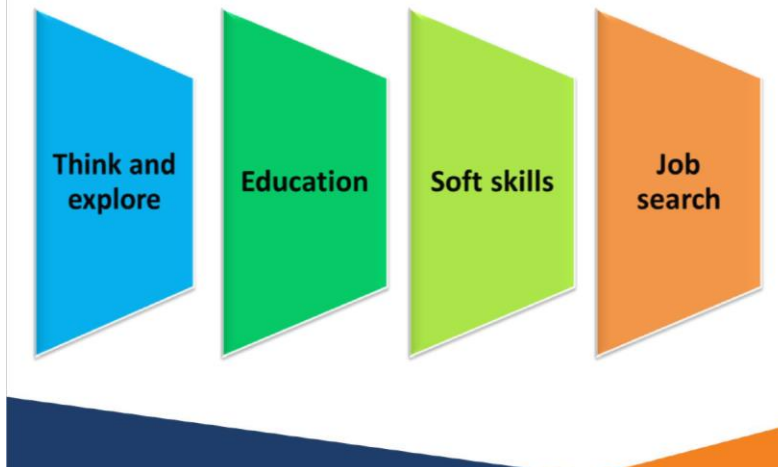 Think and
explore
Education
Soft skills
Job
search